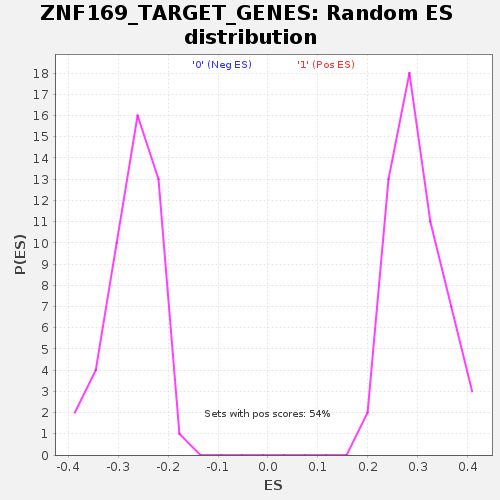 ZNF169_TARGET_GENES: Random ES
distribution
'0' (Neg ES)
'1' (Pos ES)
18
17
16
15
14
13
12
11
10
9
8
7
6
5
4
3
2
1
0
P(ES)
Sets with pos scores: 54%
-0.4 -0.3 -0.2 -0.1 0.0 0.1 0.2 0.3 0.4
ES